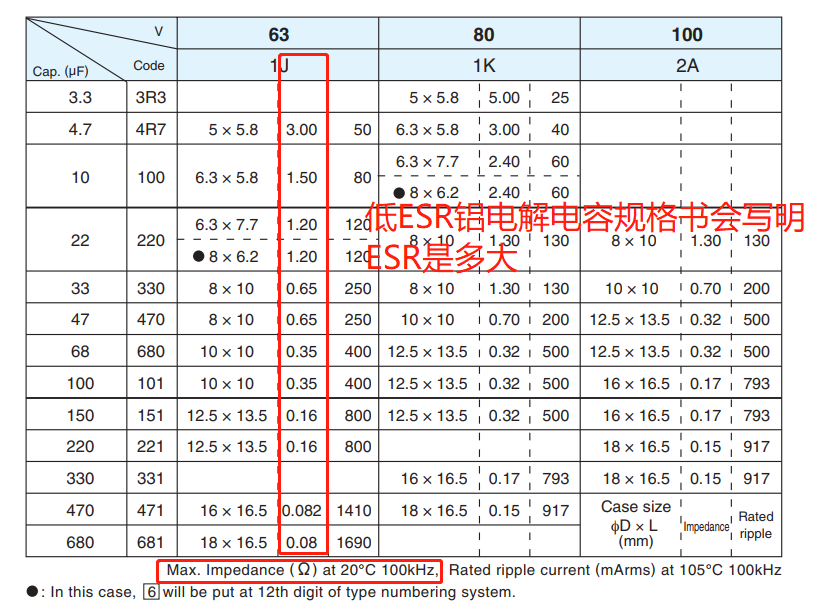 V 63 80 100
Cap. (μF) Code 1J 1K 2A
3.3 3R3 5 × 5.8 5.00 25
4.7 4R7 5 × 5.8 3.00 50 6.3 × 5.8 3.00 40
10 100 6.3 × 5.8 1.50 80 6.3 × 7.7 2.40 60
● 8 × 6.2 2.40 60
低ESR铝电解电容规格书会写明
ESR是多大
22 220 6.3 × 7.7 1.20 120 8 × 10 1.30 130 8 × 10 1.30 130
● 8 × 6.2 1.20 120
33 330 8 × 10 0.65 250 8 × 10 1.30 130 10 × 10 0.70 200
47 470 8 × 10 0.65 250 10 × 10 0.70 200 12.5 × 13.5 0.32 500
68 680 10 × 10 0.35 400 12.5 × 13.5 0.32 500 12.5 × 13.5 0.32 500
100 101 10 × 10 0.35 400 12.5 × 13.5 0.32 500 16 × 16.5 0.17 793
150 151 12.5 × 13.5 0.16 800 12.5 × 13.5 0.32 500 16 × 16.5 0.17 793
220 221 12.5 × 13.5 0.16 800 18 × 16.5 0.15 917
330 331 16 × 16.5 0.17 793 18 × 16.5 0.15 917
470 471 16 × 16.5 0.082 1410 18 × 16.5 0.15 917
680 681 18 × 16.5 0.08 1690
Case size
ϕD × L
(mm)
Impedance
Rated
ripple
Max. Impedance (Ω) at 20°C 100kHz, Rated ripple current (mArms) at 105°C 100kHz
● : In this case, 6 will be put at 12th digit of type numbering system.